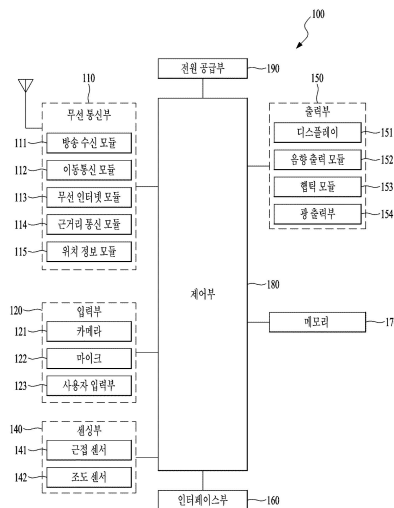 100
전원 공급부
190
110
무선 통신부
111
방송 수신 모듈
112
이동통신 모듈
113
무선 인터넷 모듈
114
근거리 통신 모듈
115
위치 정보 모듈
150
출력부
디스플레이
151
음향 출력 모듈
152
햅틱 모듈
153
광 출력부
154
120
입력부
121
카메라
122
마이크
123
사용자 입력부
제어부
180
메모리
17
140
센싱부
141
근접 센서
142
조도 센서
인터페이스부
160